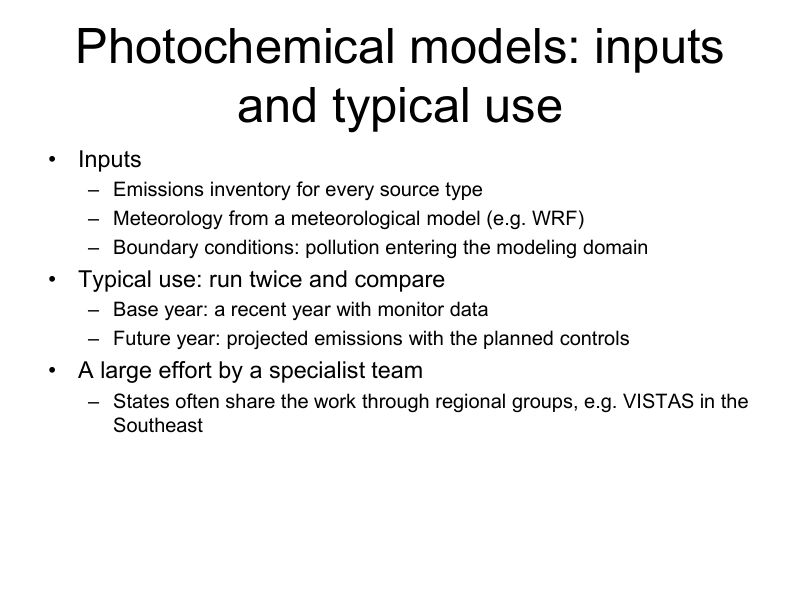 Photochemical models: inputs
and typical use
• Inputs
– Emissions inventory for every source type
– Meteorology from a meteorological model (e.g. WRF)
– Boundary conditions: pollution entering the modeling domain
• Typical use: run twice and compare
– Base year: a recent year with monitor data
– Future year: projected emissions with the planned controls
• A large effort by a specialist team
– States often share the work through regional groups, e.g. VISTAS in the
Southeast